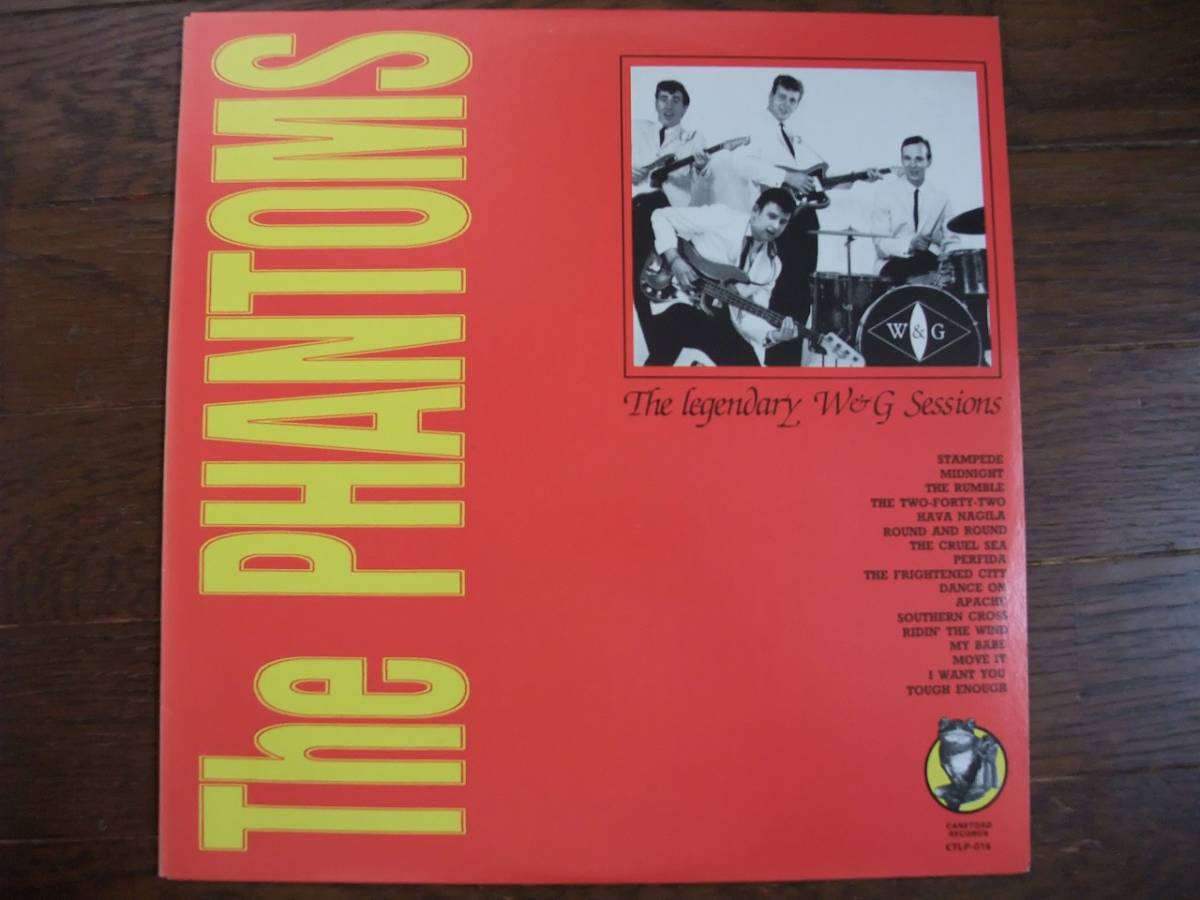 The PHANTOMS
W&G
The legendary W&G Sessions
STAMPEDE
MIDNIGHT
THE RUMBLE
THE TWO-FORTY-TWO
HAVA NAGILA
ROUND AND ROUND
THE CRUEL SEA
PERFIDA
THE FRIGHTENED CITY
DANCE ON
APACHE
SOUTHERN CROSS
RIDIN' THE WIND
MY BABE
MOVE IT
I WANT YOU
TOUGH ENOUGH
CANETOAD
RECORDS
CTLP-016